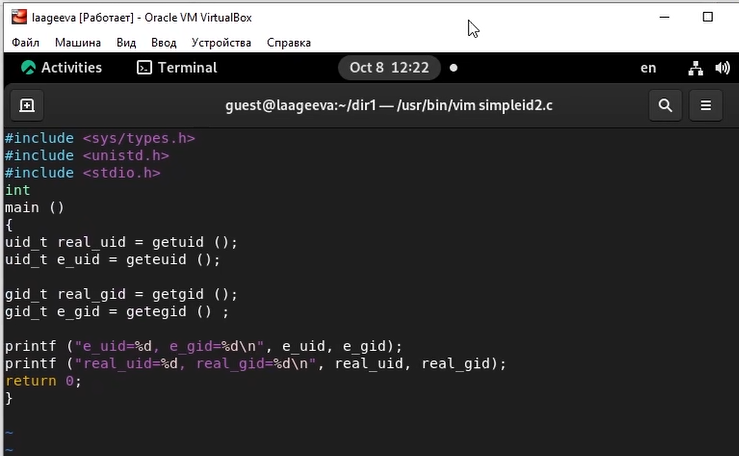 laageeva [Работает] - Oracle VM VirtualBox
Файл Машина Вид Ввод Устройства Справка
Activities Terminal Oct 8 12:22 en
guest@laageeva:~/dir1 — /usr/bin/vim simpleid2.c
#include <sys/types.h>
#include <unistd.h>
#include <stdio.h>
int
main ()
{
uid_t real_uid = getuid ();
uid_t e_uid = geteuid ();
gid_t real_gid = getgid ();
gid_t e_gid = getegid () ;
printf ("e_uid=%d, e_gid=%d\n", e_uid, e_gid);
printf ("real_uid=%d, real_gid=%d\n", real_uid, real_gid);
return 0;
}
~
~